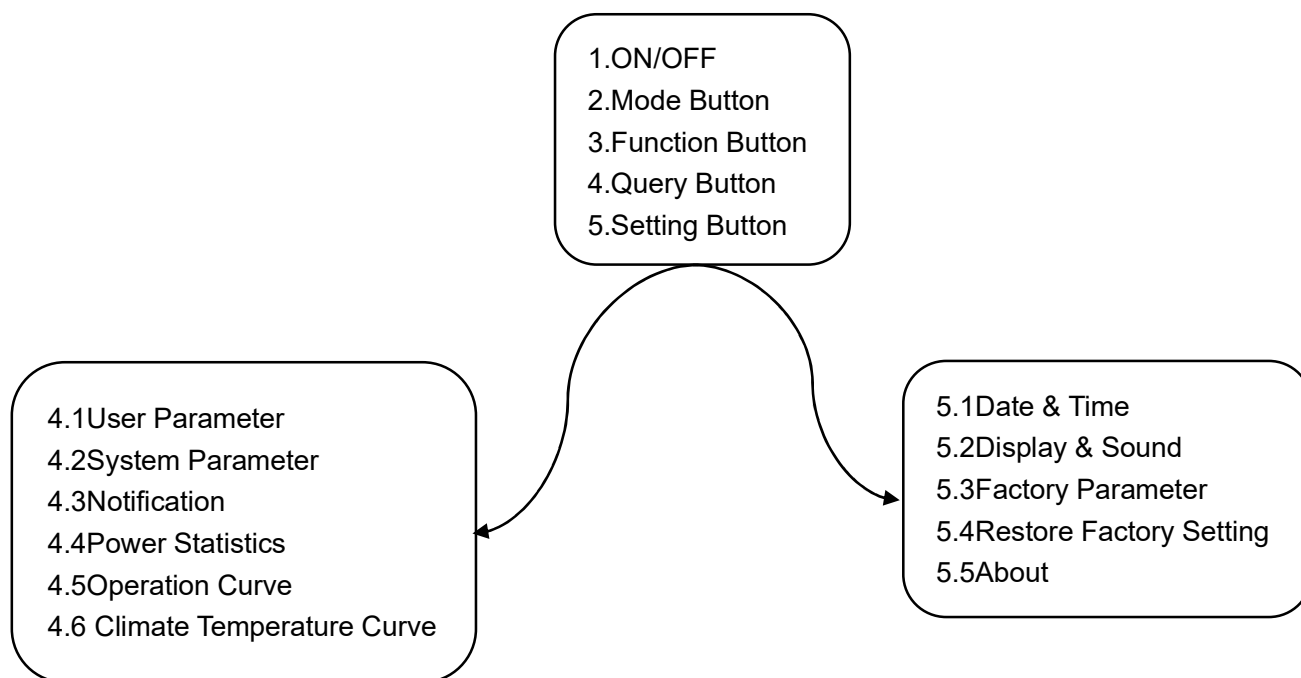 1.ON/OFF
2.Mode Button
3.Function Button
4.Query Button
5.Setting Button
4.1User Parameter
4.2System Parameter
4.3Notification
4.4Power Statistics
4.5Operation Curve
4.6 Climate Temperature Curve
5.1Date & Time
5.2Display & Sound
5.3Factory Parameter
5.4Restore Factory Setting
5.5About